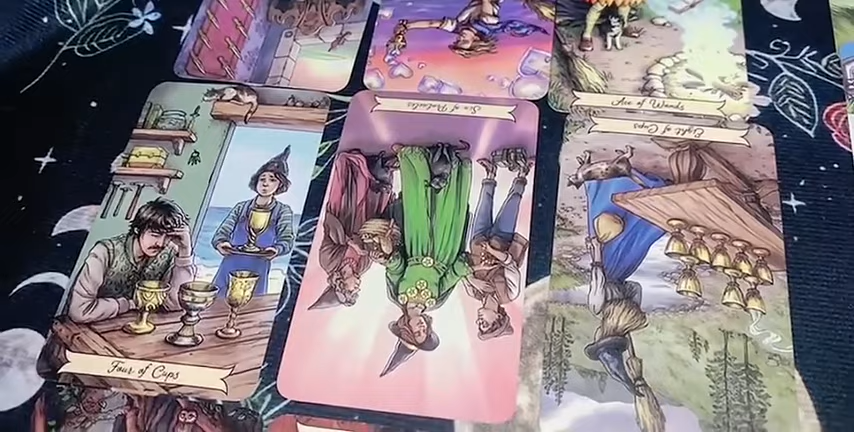 Ace of Wands
Six of Pentacles
Eight of Cups
Four of Cups